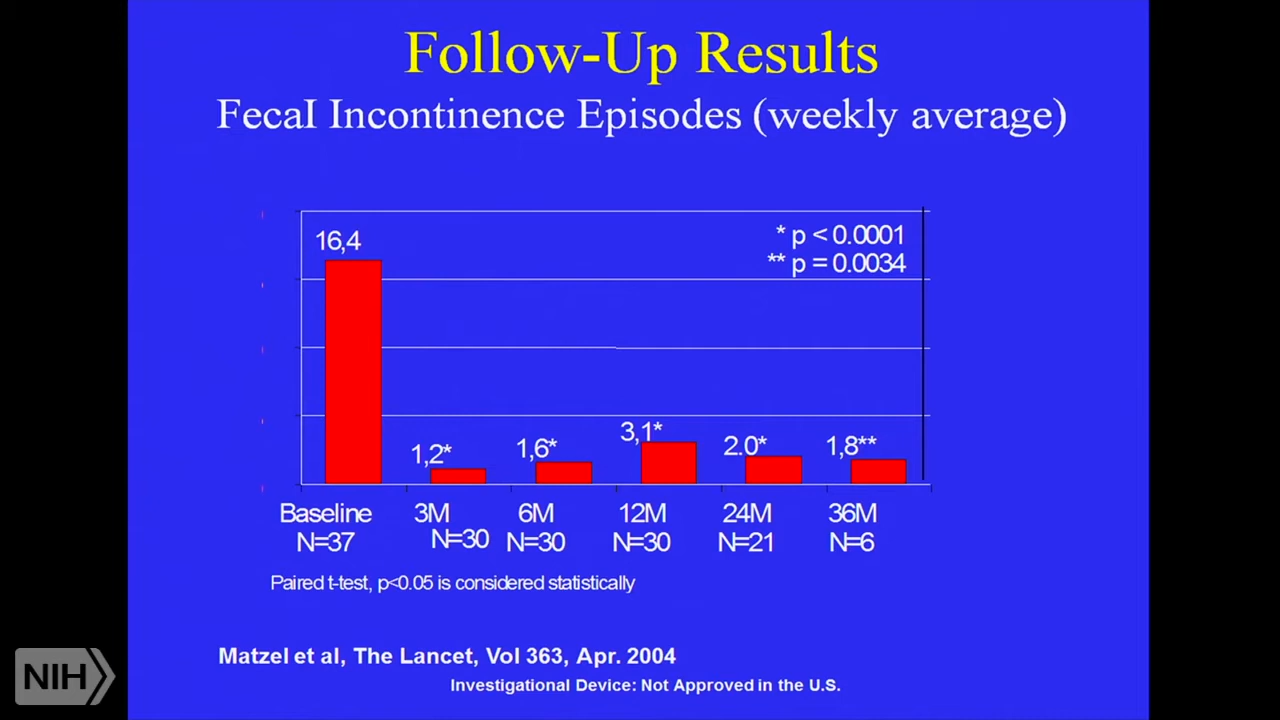 Follow-Up Results
Fecal Incontinence Episodes (weekly average)
* p < 0.0001
** p = 0.0034
16,4
1,2*
1,6*
3,1*
2.0*
1,8**
Baseline 3M 6M 12M 24M 36M
N=37 N=30 N=30 N=30 N=21 N=6
Paired t-test, p<0.05 is considered statistically
Matzel et al, The Lancet, Vol 363, Apr. 2004
Investigational Device: Not Approved in the U.S.
NIH